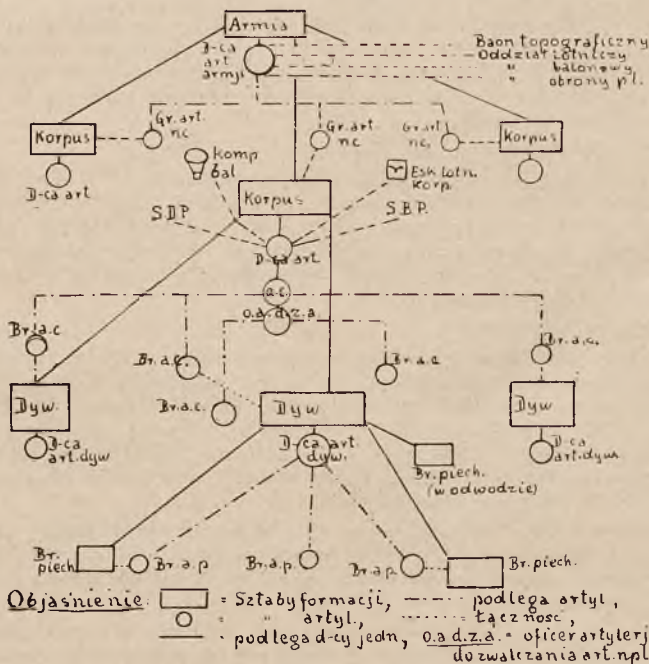 Armia
D-ca
art
armji
Baon topograficzny
Oddział lotniczy
" balonowy
" obrony pl.
Korpus
Gr. art.
nc
Gr. art.
nc
Gr. art.
nc,
Korpus
D-ca art
Komp
bal
Korpus
Esk lotn.
Korp.
S.D.P.
S.B.P.
D-ca art
a.c.
o.a.d.z.a
Br. a.c
Br. a.c.
Br. a.c.
Br. a.c
Br. a.c.
Dyw.
D-ca
art. dyw
Dyw
D-ca art.
dyw.
Dyw
D-ca
art. dyw.
Br. piech.
(w odwodzie)
Br.
piech
Br. a.p
Br. a.p.
Br. a.p.
Br. piech.
Objaśnienie. = Sztaby formacji, podlega artyl,
= " artyl., = Łączność,
= podlega d-cy jedn, o.a.d.z.a. = oficer artylerj
do zwalczania art. npl